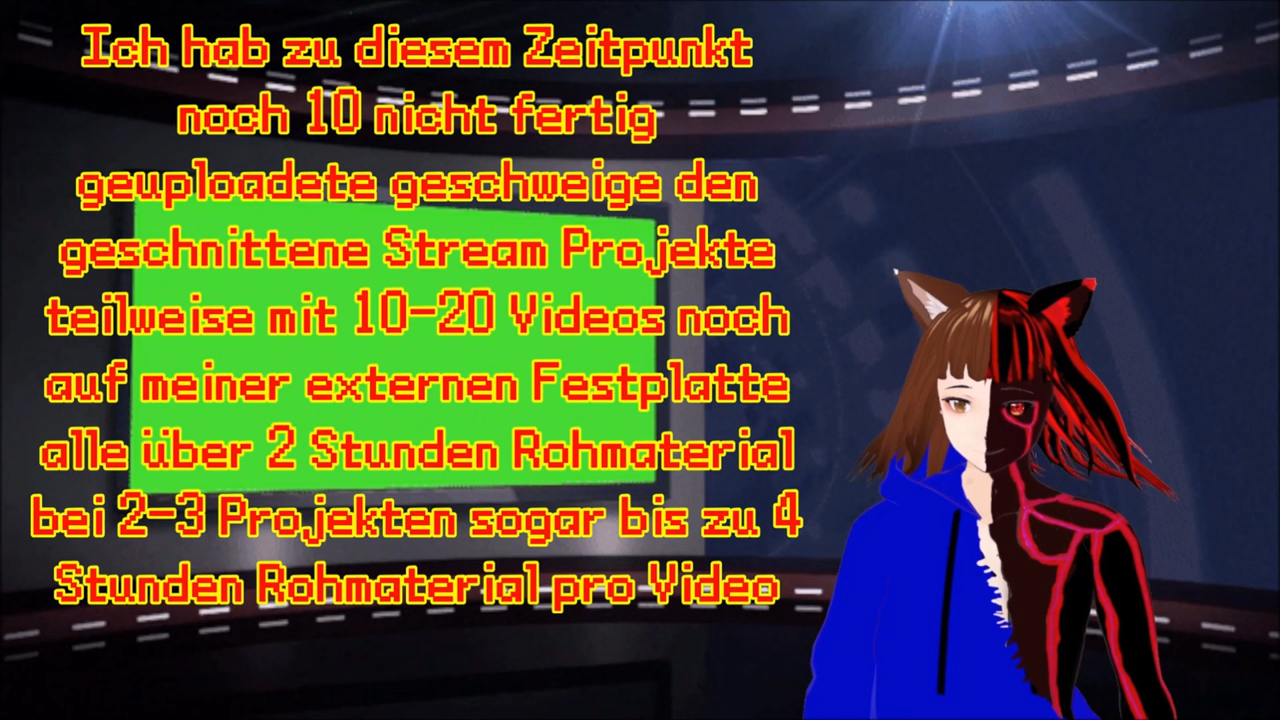 Ich hab zu diesem Zeitpunkt
noch 10 nicht fertig
geuploadete geschweige den
geschnittene Stream Projekte
teilweise mit 10-20 Videos noch
auf meiner externen Festplatte
alle über 2 Stunden Rohmaterial
bei 2-3 Projekten sogar bis zu 4
Stunden Rohmaterial pro Video